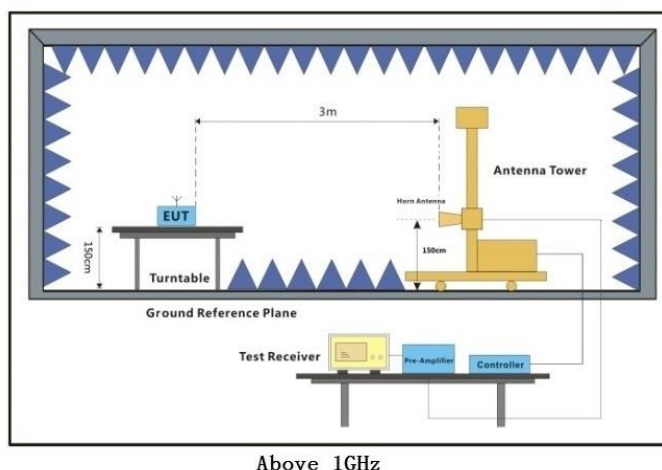 3m
Antenna Tower
Horn Antenna
EUT
150cm
150cm
Turntable
Ground Reference Plane
Test Receiver
Pre-Amplifier
Controller
Above 1GHz